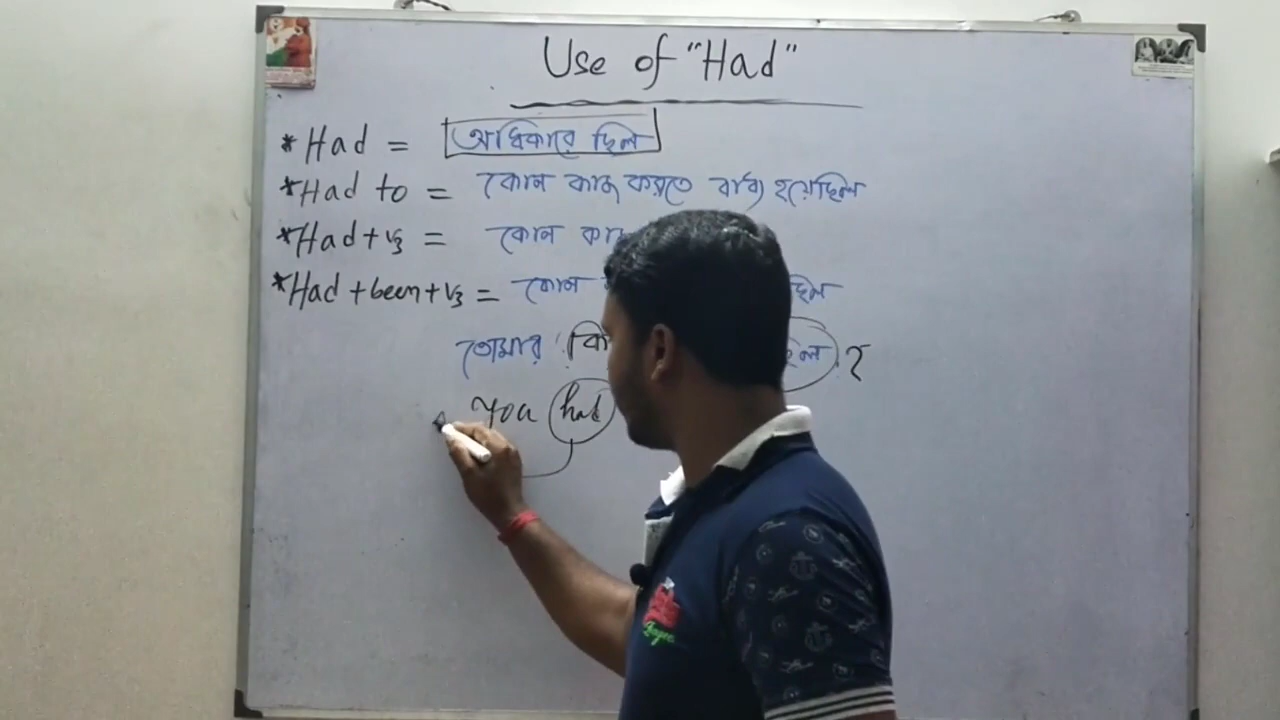 Use of "Had"
*Had = অধিকারে ছিল
*Had to = কোন কাজ করতে বাধ্য হয়েছিল
*Had+v3 = কোন কা
*Had+been+v3 = কোন ছিল
তোমার কি ছিল ?
You had